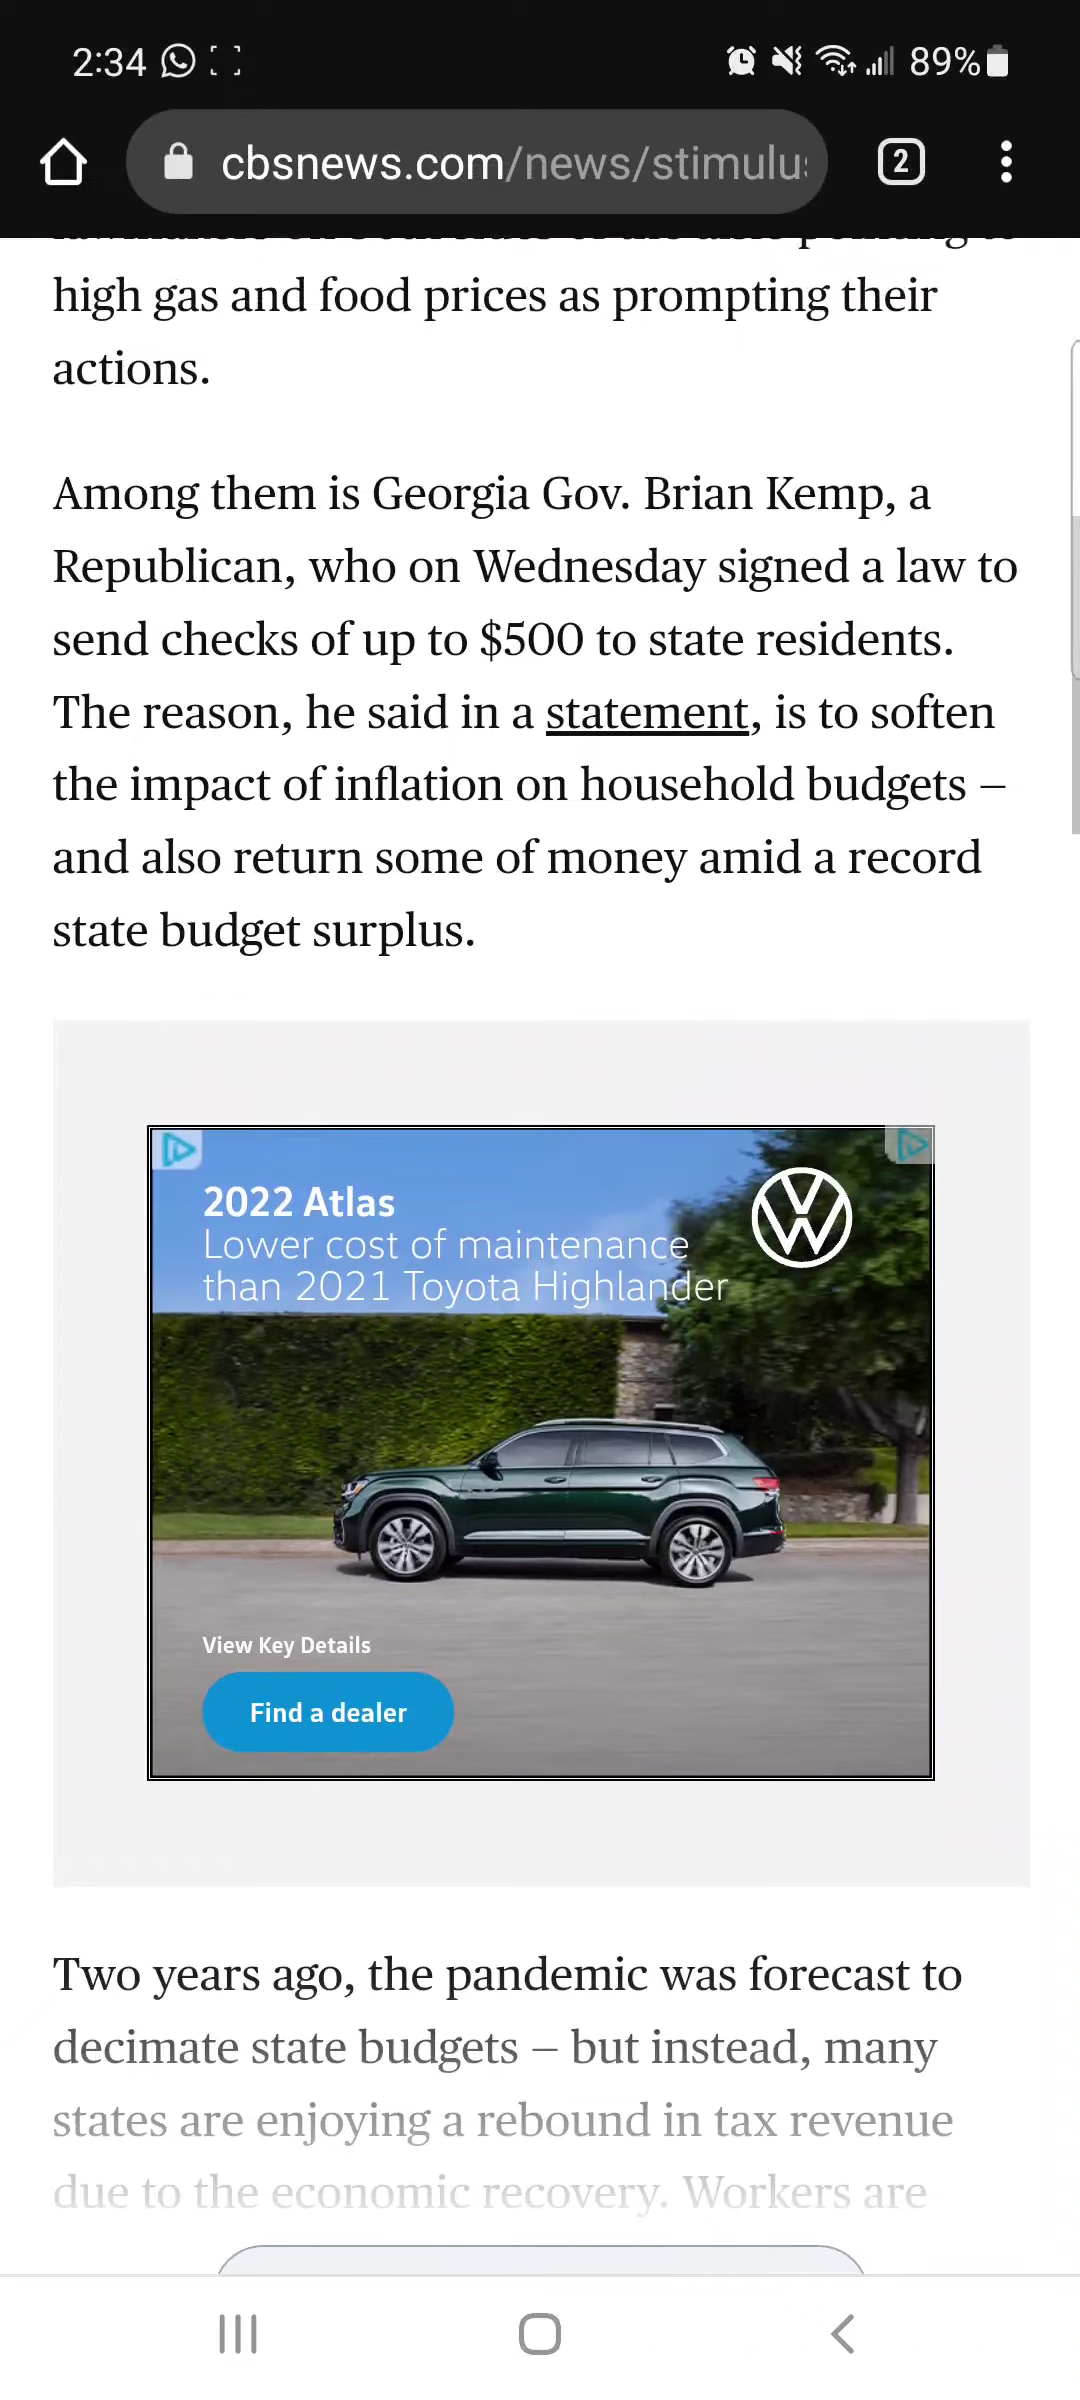 2:34
89%
cbsnews.com/news/stimulu
2
high gas and food prices as prompting their
actions.
Among them is Georgia Gov. Brian Kemp, a
Republican, who on Wednesday signed a law to
send checks of up to $500 to state residents.
The reason, he said in a statement, is to soften
the impact of inflation on household budgets —
and also return some of money amid a record
state budget surplus.
2022 Atlas
Lower cost of maintenance
than 2021 Toyota Highlander
View Key Details
Find a dealer
Two years ago, the pandemic was forecast to
decimate state budgets — but instead, many
states are enjoying a rebound in tax revenue
due to the economic recovery. Workers are